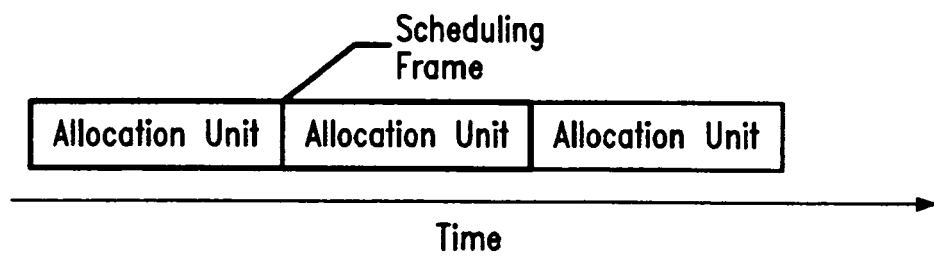 Scheduling
Frame
Allocation Unit Allocation Unit Allocation Unit
Time